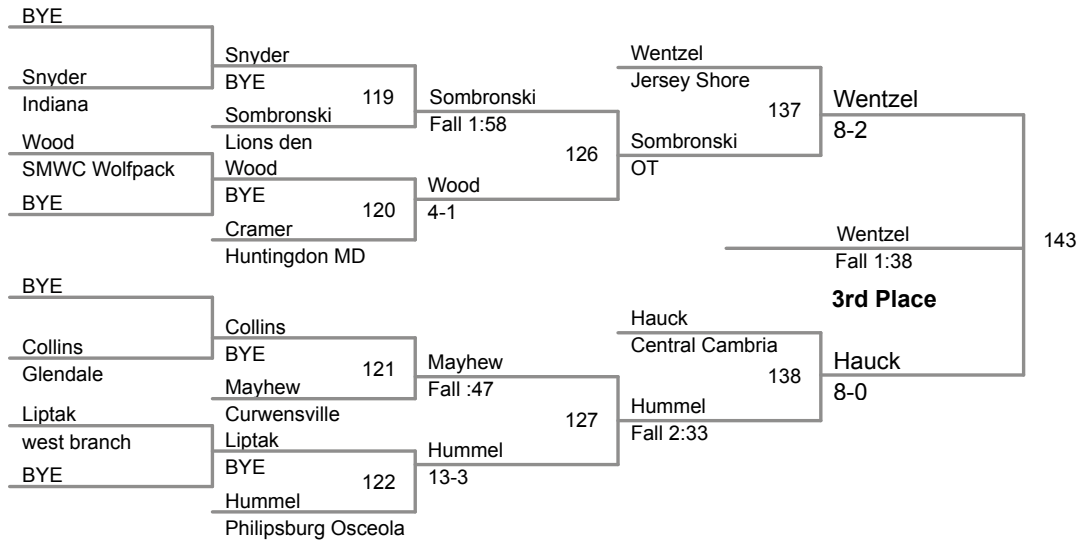 BYE
Snyder
Indiana
Wood
SMWC Wolfpack
BYE
BYE
Collins
Glendale
Liptak
west branch
BYE
Snyder
BYE
119
Sombronski
Lions den
Wood
BYE
120
Cramer
Huntingdon MD
Collins
BYE
121
Mayhew
Curwensville
Liptak
BYE
122
Hummel
Philipsburg Osceola
Sombronski
Fall 1:58
126
Wood
4-1
Mayhew
Fall :47
127
Hummel
13-3
Wentzel
Jersey Shore
137
Sombronski
OT
Hauck
Central Cambria
138
Hummel
Fall 2:33
Wentzel
8-2
Wentzel
Fall 1:38
3rd Place
143
Hauck
8-0